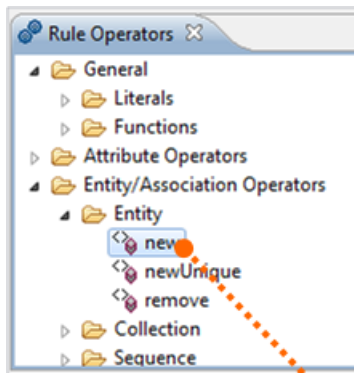 Rule Operators
General
Literals
Functions
Attribute Operators
Entity/Association Operators
Entity
new
newUnique
remove
Collection
Sequence